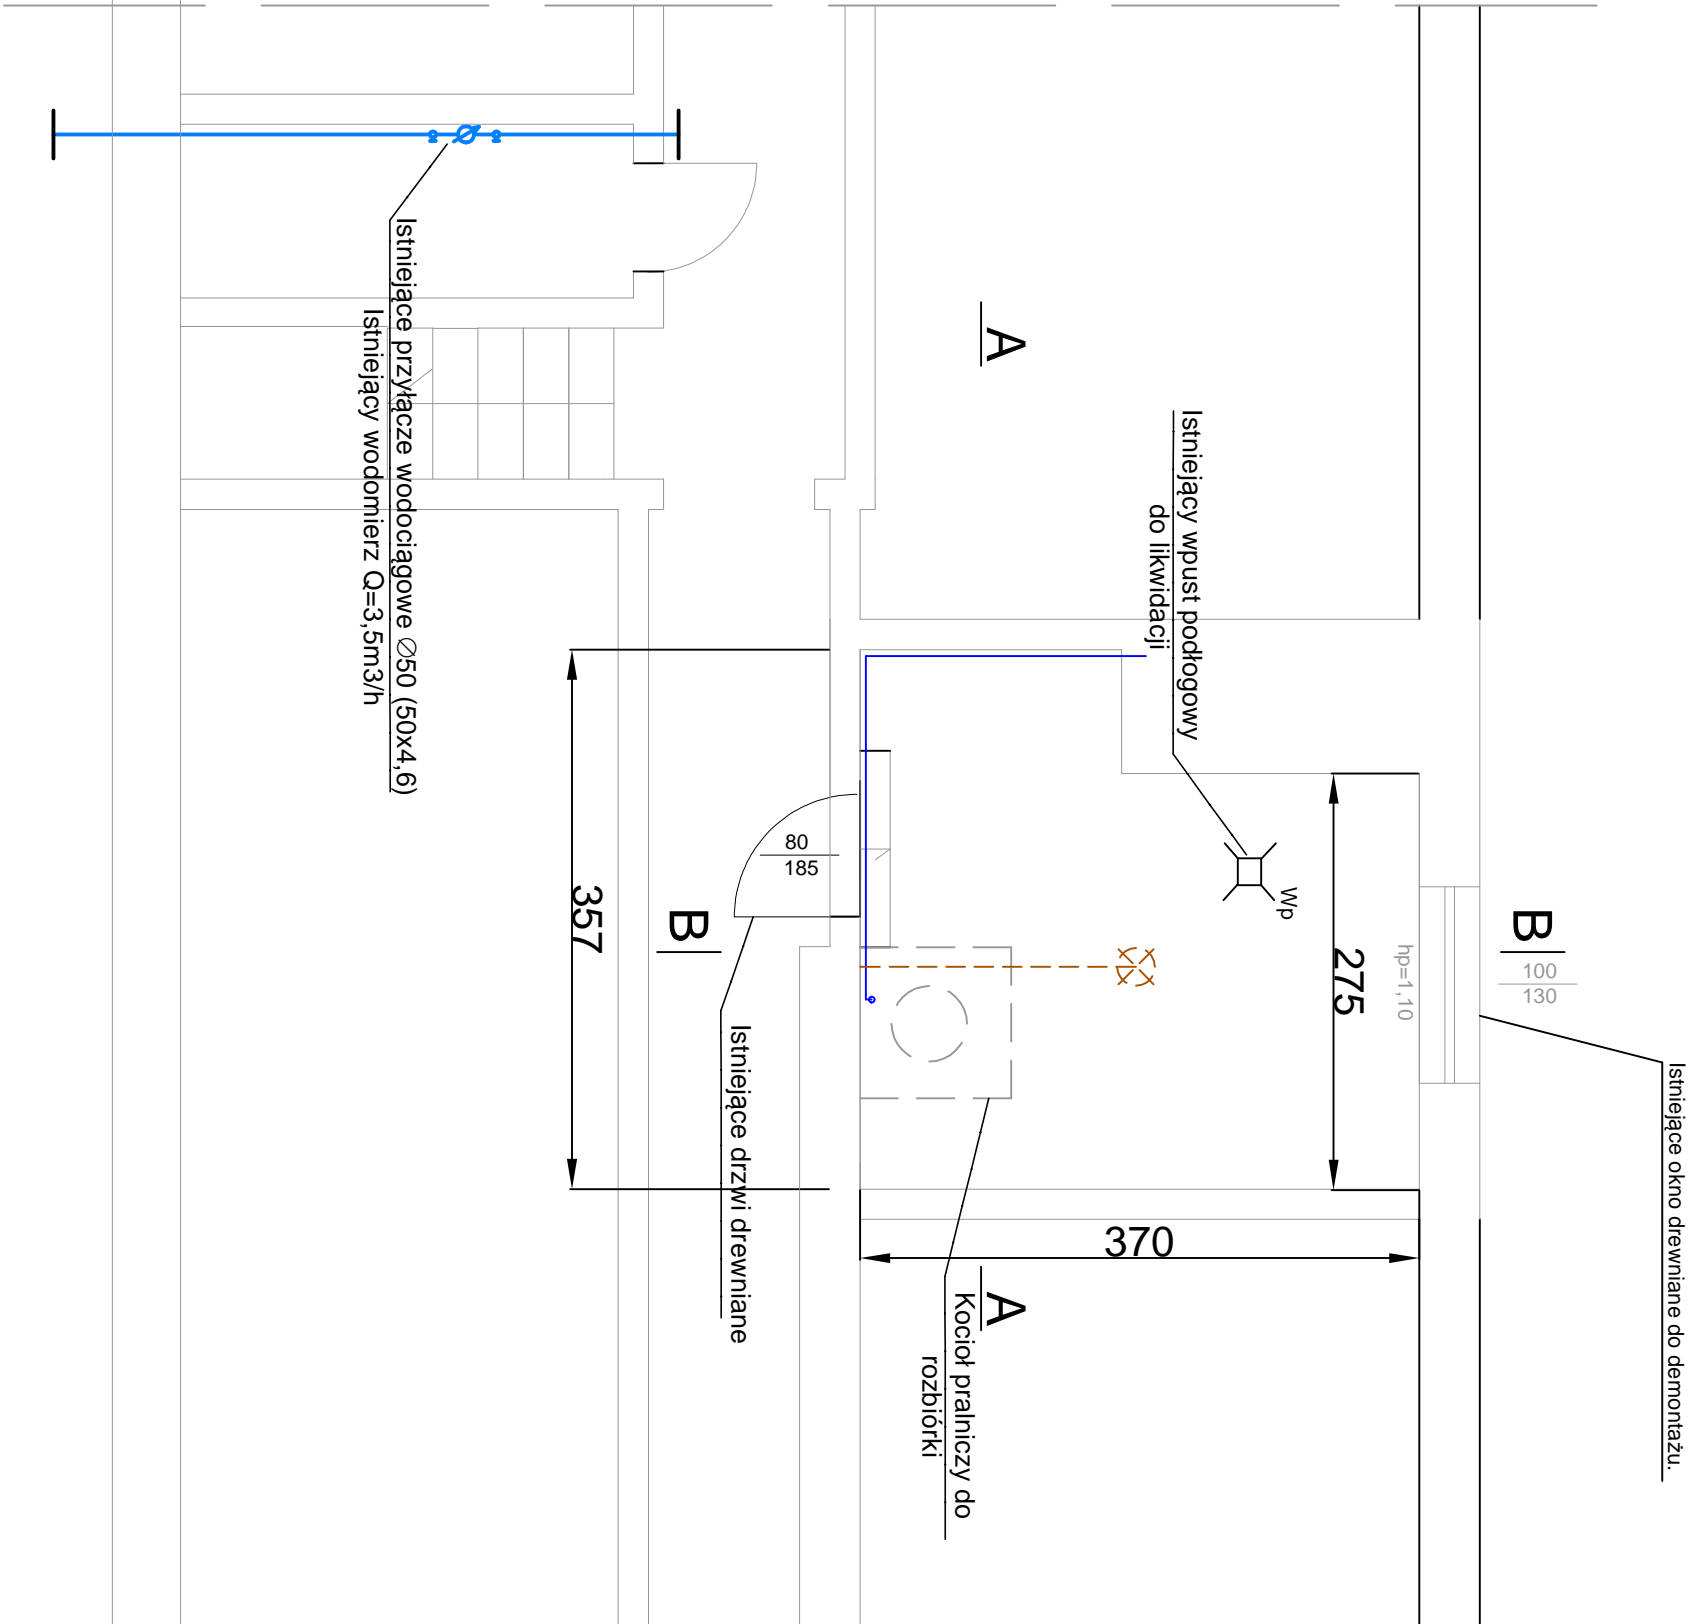 Istniejące przyłącze wodociągowe ∅50 (50x4,6)
Istniejący wodomierz Q=3,5m3/h
A
Istniejący wpust podłogowy
do likwidacji
Wp
80
185
357
B
275
hp=1,10
B
100
130
Istniejące okno drewniane do demontażu.
Istniejące drzwi drewniane
370
A
Kocioł pralniczy do
rozbiórki